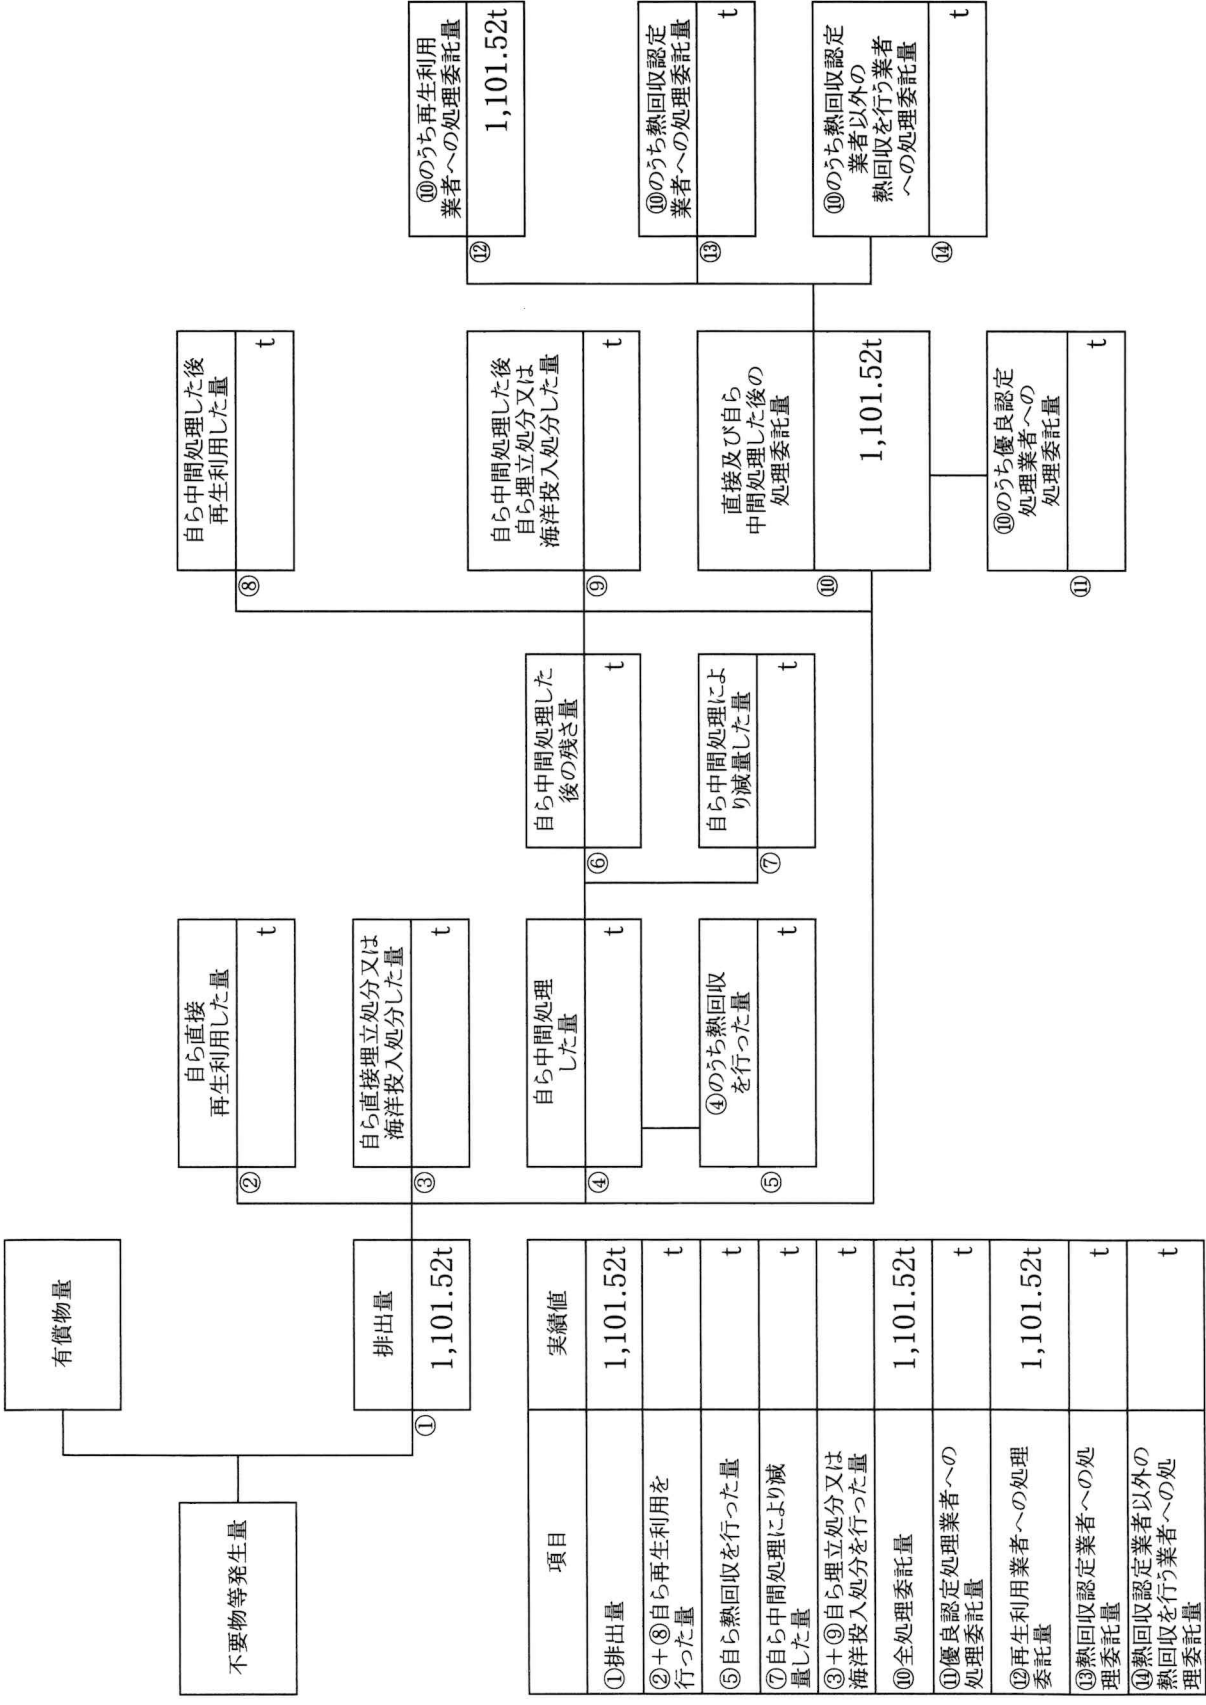 有償物量
不要物等発生量
排出量
①
1,101.52t
自ら直接
再生利用した量
②
t
自ら直接埋立処分又は
海洋投入処分した量
③
t
自ら中間処理
した量
④
t
④のうち熱回収
を行った量
⑤
t
自ら中間処理した
後の残さ量
⑥
t
自ら中間処理によ
り減量した量
⑦
t
自ら中間処理した後
再生利用した量
⑧
t
自ら中間処理した後
自ら埋立処分又は
海洋投入処分した量
⑨
t
直接及び自ら
中間処理した後の
処理委託量
⑩
1,101.52t
⑩のうち優良認定
処理業者への
処理委託量
⑪
t
⑩のうち再生利用
業者への処理委託量
⑫
1,101.52t
⑩のうち熱回収認定
業者への処理委託量
⑬
t
⑩のうち熱回収認定
業者以外の
熱回収を行う業者
への処理委託量
⑭
t
項目 実績値
①排出量 1,101.52t
②+⑧自ら再生利用を
行った量 t
⑤自ら熱回収を行った量 t
⑦自ら中間処理により減
量した量 t
③+⑨自ら埋立処分又は
海洋投入処分を行った量 t
⑩全処理委託量 1,101.52t
⑪優良認定処理業者への
処理委託量 t
⑫再生利用業者への処理
委託量 1,101.52t
⑬熱回収認定業者への処
理委託量 t
⑭熱回収認定業者以外の
熱回収を行う業者への処
理委託量 t